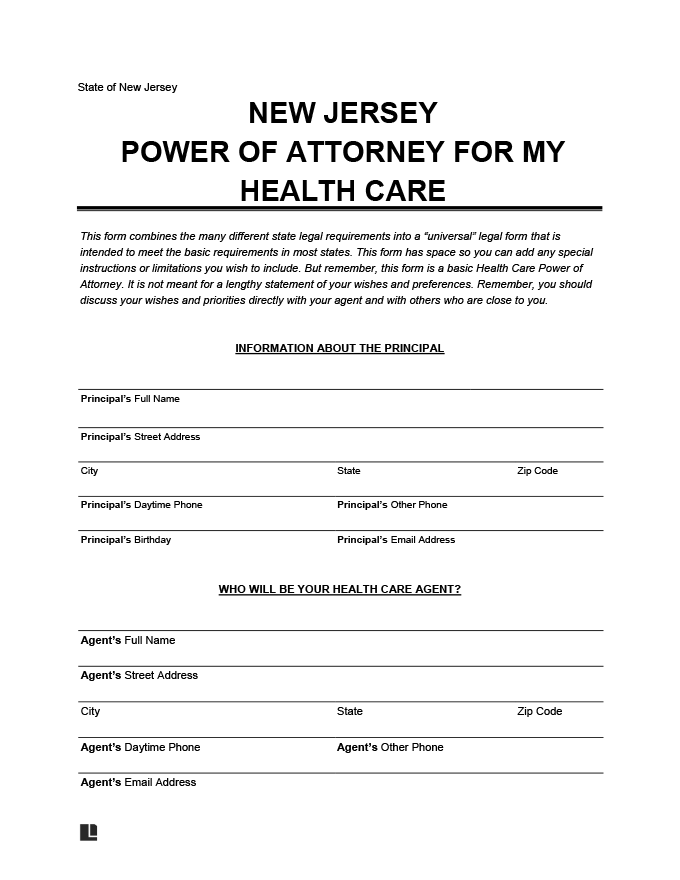 State of New Jersey
NEW JERSEY
POWER OF ATTORNEY FOR MY
HEALTH CARE
This form combines the many different state legal requirements into a “universal” legal form that is
intended to meet the basic requirements in most states. This form has space so you can add any special
instructions or limitations you wish to include. But remember, this form is a basic Health Care Power of
Attorney. It is not meant for a lengthy statement of your wishes and preferences. Remember, you should
discuss your wishes and priorities directly with your agent and with others who are close to you.
INFORMATION ABOUT THE PRINCIPAL
Principal’s Full Name
Principal’s Street Address
City State Zip Code
Principal’s Daytime Phone Principal’s Other Phone
Principal’s Birthday Principal’s Email Address
WHO WILL BE YOUR HEALTH CARE AGENT?
Agent’s Full Name
Agent’s Street Address
City State Zip Code
Agent’s Daytime Phone Agent’s Other Phone
Agent’s Email Address